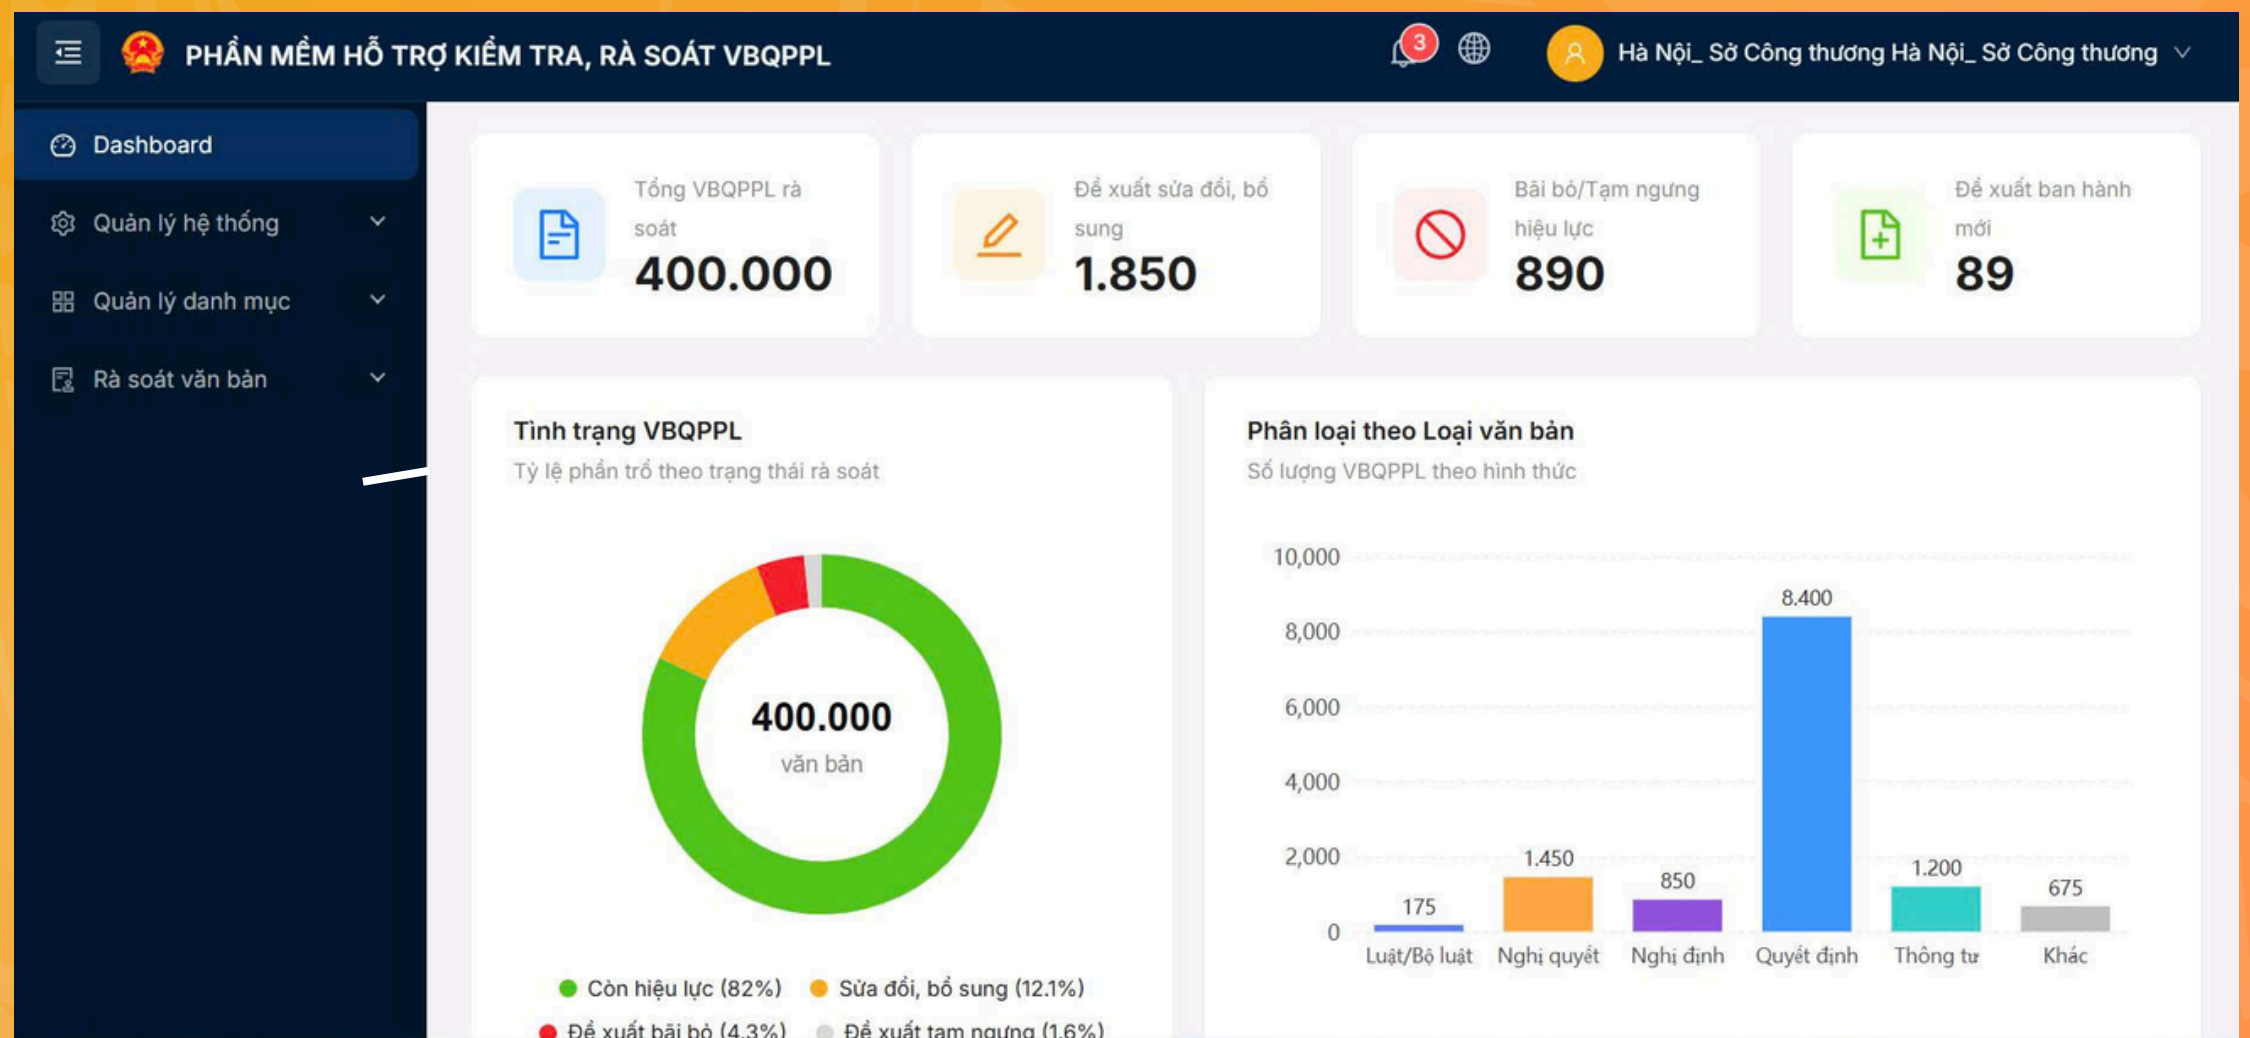 PHẦN MỀM HỖ TRỢ KIỂM TRA, RÀ SOÁT VBQPPL
3
Hà Nội_ Sở Công thương Hà Nội_ Sở Công thương
Dashboard
Quản lý hệ thống
Quản lý danh mục
Rà soát văn bản
Tổng VBQPPL rà
soát
400.000
Đề xuất sửa đổi, bổ
sung
1.850
Bãi bỏ/Tạm ngưng
hiệu lực
890
Đề xuất ban hành
mới
89
Tình trạng VBQPPL
Tỷ lệ phần trổ theo trạng thái rà soát
400.000
văn bản
Còn hiệu lực (82%)
Sửa đổi, bổ sung (12.1%)
Đề xuất bãi bỏ (4.3%)
Đề xuất tạm ngưng (1.6%)
Phân loại theo Loại văn bản
Số lượng VBQPPL theo hình thức
10,000
8,000
6,000
4,000
2,000
0
175
1.450
850
8.400
1.200
675
Luật/Bộ luật
Nghị quyết
Nghị định
Quyết định
Thông tư
Khác